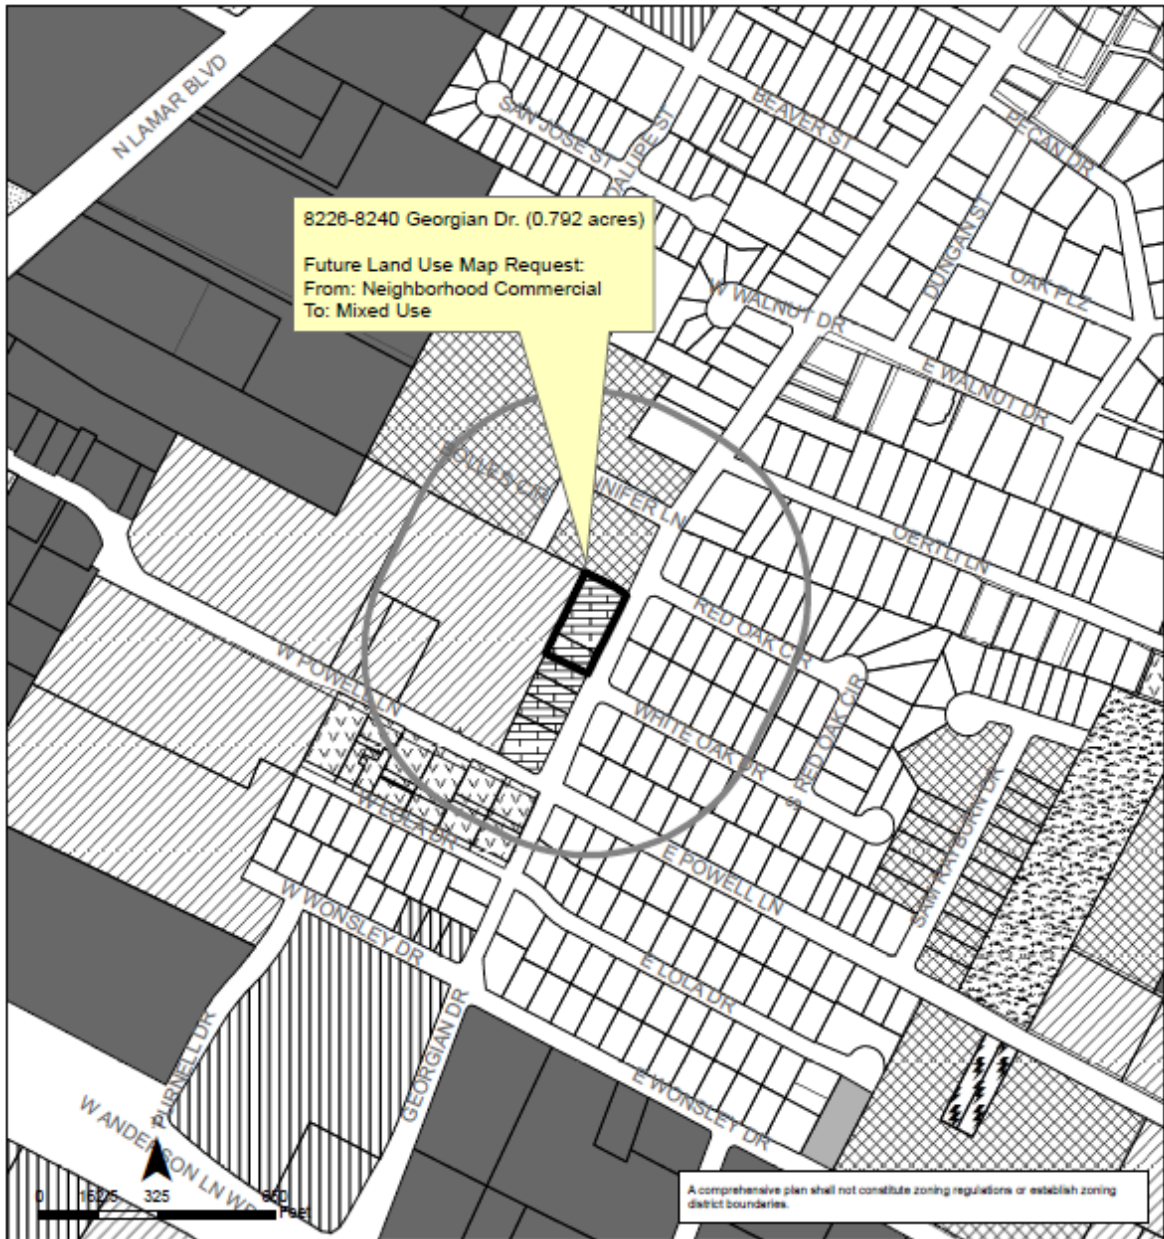 N LAMAR BLVD
SAN JOSE ST
BEAVER ST
PECAN DR
8226-8240 Georgian Dr. (0.792 acres)
Future Land Use Map Request:
From: Neighborhood Commercial
To: Mixed Use
DUNGAN ST
OAK PLZ
W WALNUT DR
E WALNUT DR
OERTLI LN
RED OAK CIR
RED OAK CIR
S
WHITE OAK DR
W POWELL LN
W LOLA DR
E POWELL LN
SAM RAYBURN DR
W WONSLEY DR
E LOLA DR
GEORGIAN DR
PURNELL DR
E WONSLEY DR
W ANDERSON LN
0 325
Feet
A comprehensive plan shall not constitute zoning regulations or establish zoning
district boundaries.